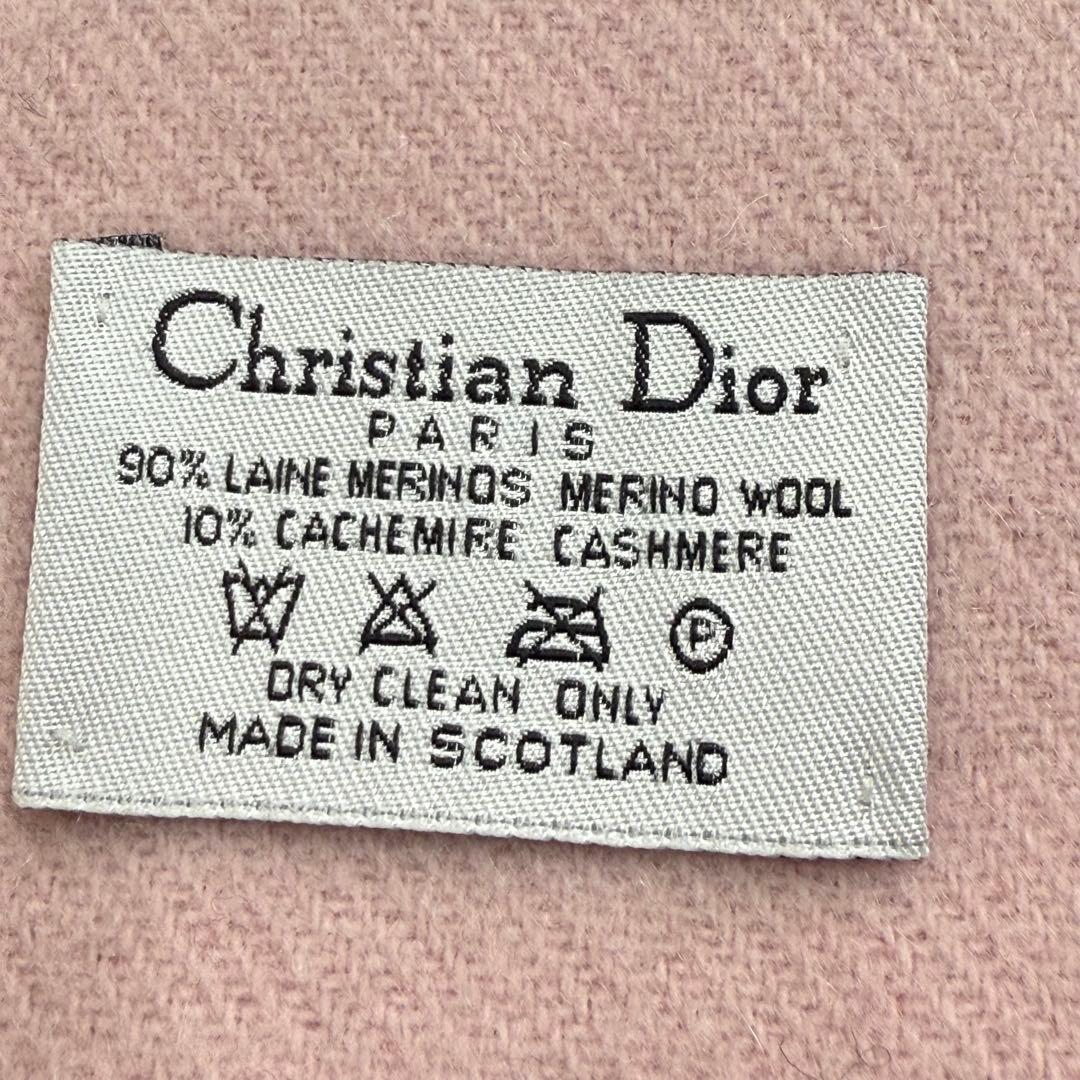 Christian Dior
PARIS
90% LAINE MERINOS MERINO WOOL
10% CACHEMIRE CASHMERE
P
DRY CLEAN ONLY
MADE IN SCOTLAND